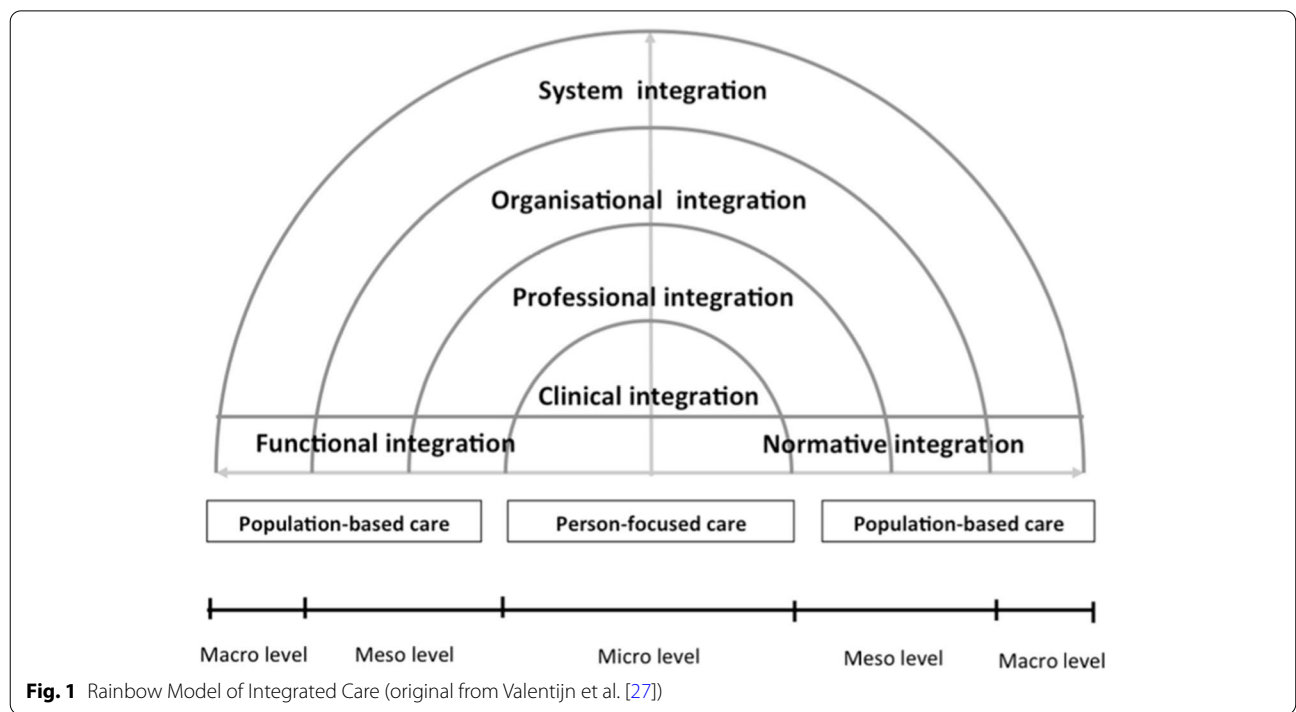 System integration
Organisational integration
Professional integration
Clinical integration
Functional integration Normative integration
Population-based care Person-focused care Population-based care
Macro level Meso level Micro level Meso level Macro level
Fig. 1 Rainbow Model of Integrated Care (original from Valentijn et al. [27])